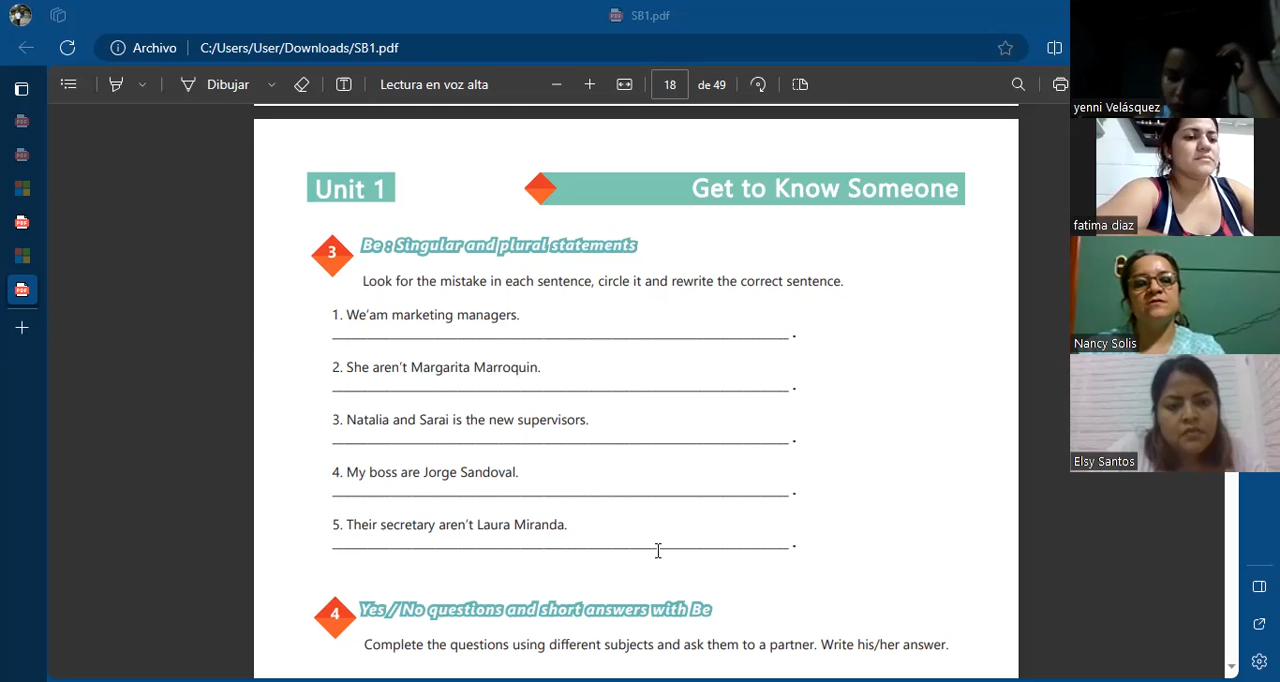 SB1.pdf
Archivo
C:/Users/User/Downloads/SB1.pdf
Dibujar
Lectura en voz alta
18
de 49
Unit 1
Get to Know Someone
3
Be : Singular and plural statements
Look for the mistake in each sentence, circle it and rewrite the correct sentence.
1. We'am marketing managers.
2. She aren't Margarita Marroquin.
3. Natalia and Sarai is the new supervisors.
4. My boss are Jorge Sandoval.
5. Their secretary aren't Laura Miranda.
4
Yes / No questions and short answers with Be
Complete the questions using different subjects and ask them to a partner. Write his/her answer.
yenni Velásquez
fatima diaz
Nancy Solis
Elsy Santos